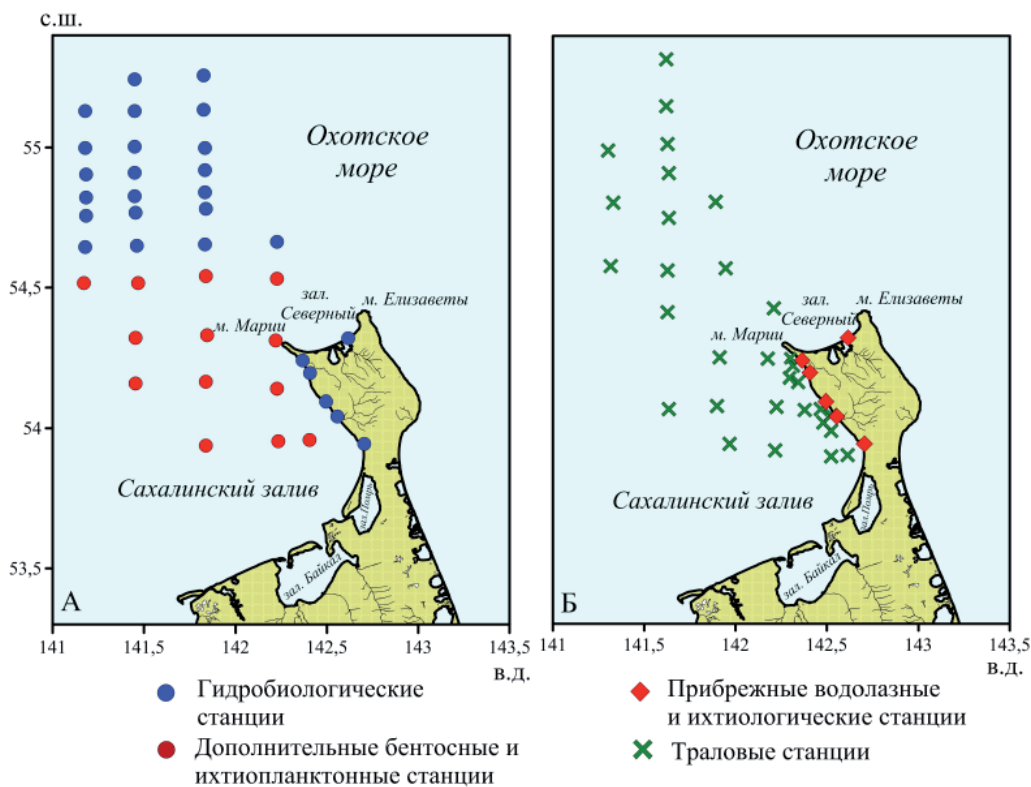 с.ш.
Охотское
море
55
зал.
Северный
м. Елизаветы
м. Марии
54,5
54
Сахалинский залив
зал.Помрь
зал. Байкал
53,5
А
141
141,5
142
142,5
143
143,5
в.д.
Охотское
море
зал.
Северный
м. Елизаветы
м. Марии
Сахалинский залив
зал.Помрь
зал. Байкал
Б
141
141,5
142
142,5
143
143,5
в.д.
Гидробиологические
станции
Дополнительные бентосные и
ихтиопланктонные станции
Прибрежные водолазные
и ихтиологические станции
Траловые станции